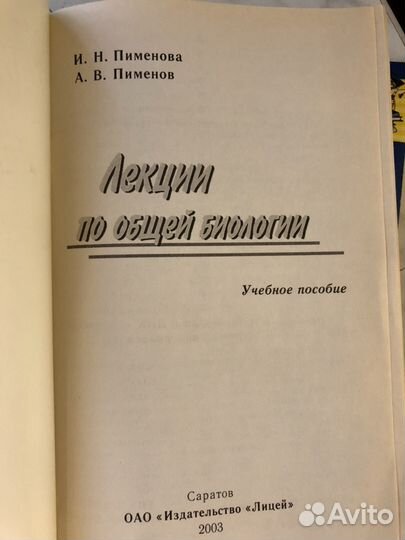 И. Н. Пименова
А. В. Пименов
Лекции
по общей биологии
Учебное пособие
Саратов
ОАО «Издательство «Лицей»
2003
Avito